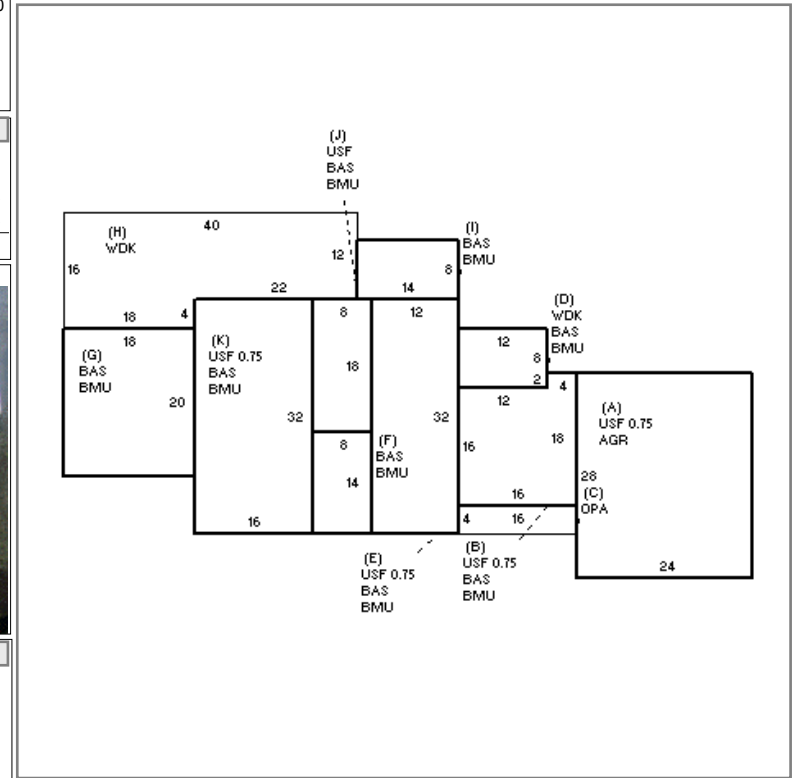 (J)
USF
BAS
BMU
40
(H)
WDK
(I)
BAS
BMU
12
16
8
22
14
(D)
WDK
BAS
BMU
18
4
8
12
12
18
8
(G)
BAS
BMU
(K)
USF 0.75
BAS
BMU
18
2
4
20
12
(A)
USF 0.75
AGR
32
32
8
(F)
BAS
BMU
16
18
14
28
(C)
OPA
16
16
4
16
(E)
USF 0.75
BAS
BMU
(B)
USF 0.75
BAS
BMU
24